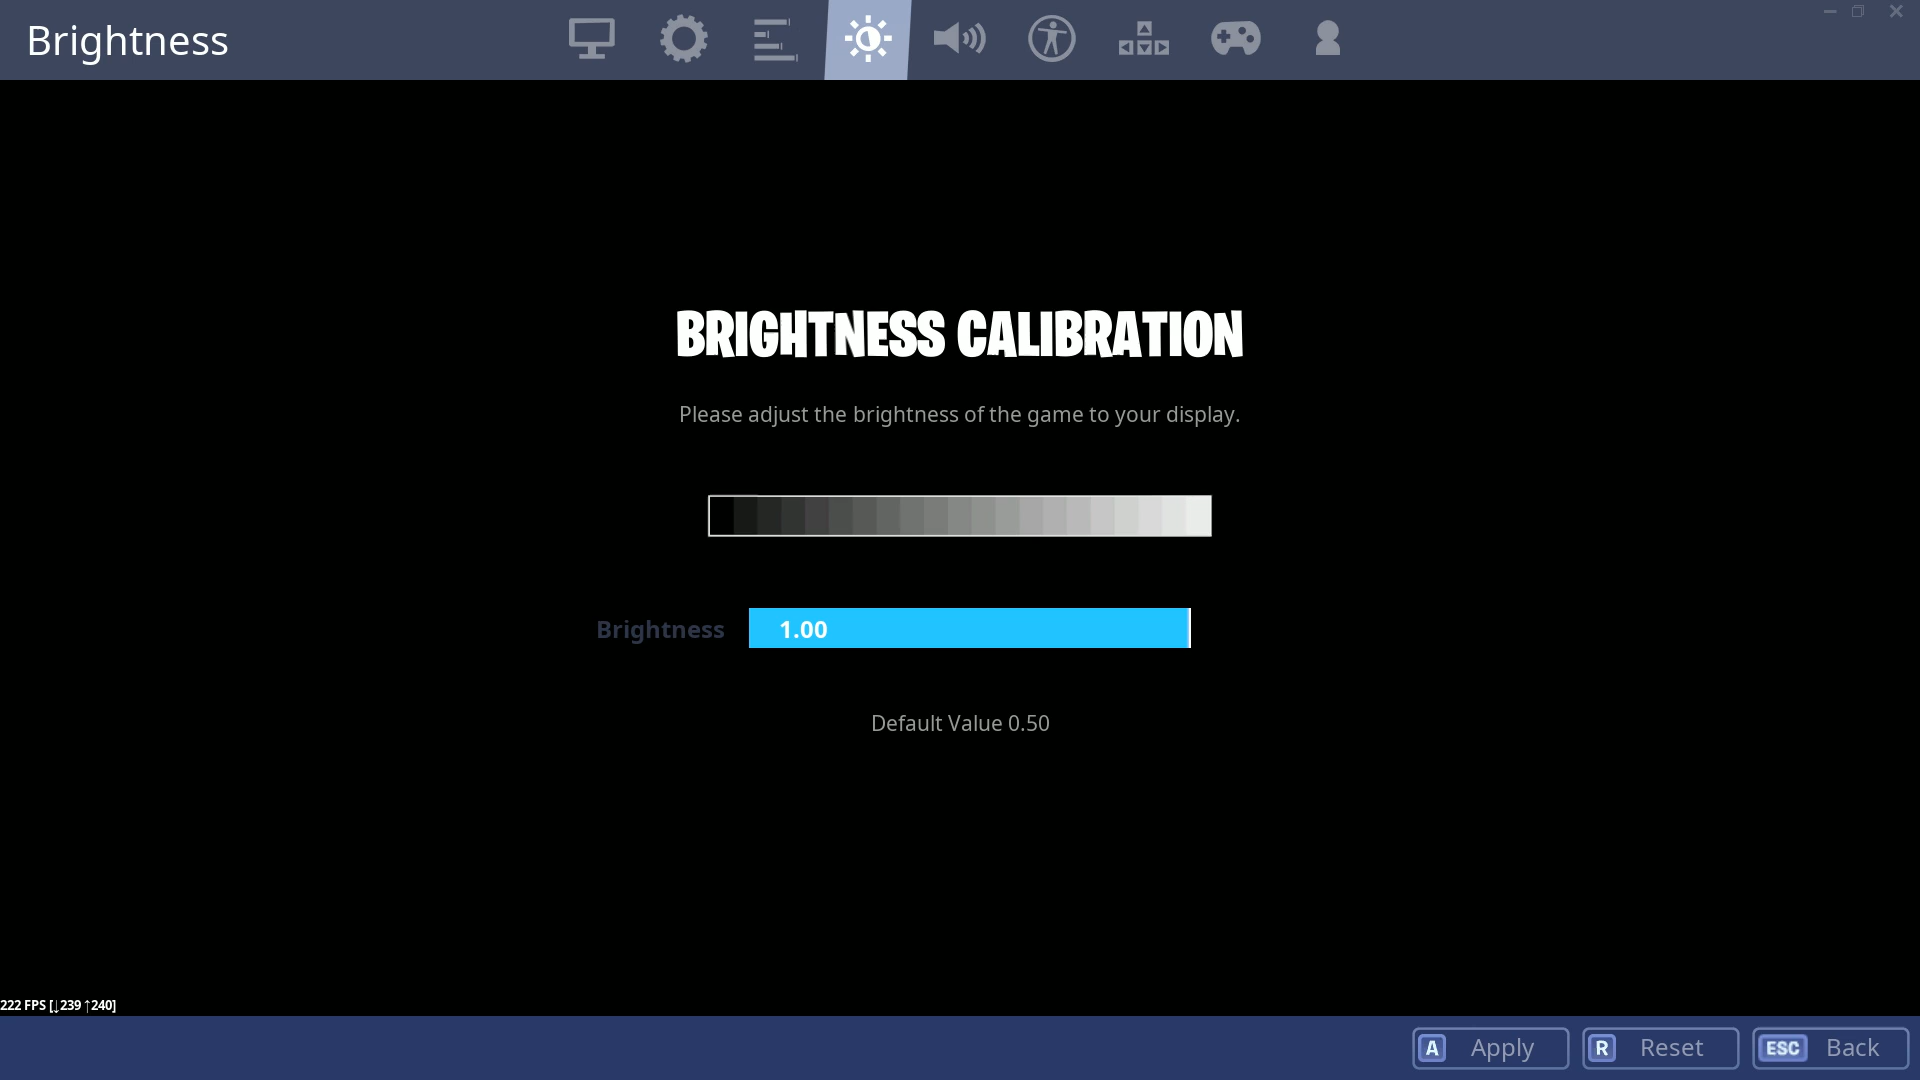 Brightness
BRIGHTNESS CALIBRATION
Please adjust the brightness of the game to your display.
Brightness 1.00
Default Value 0.50
222 FPS [↓239 ↑240]
A Apply R Reset ESC Back